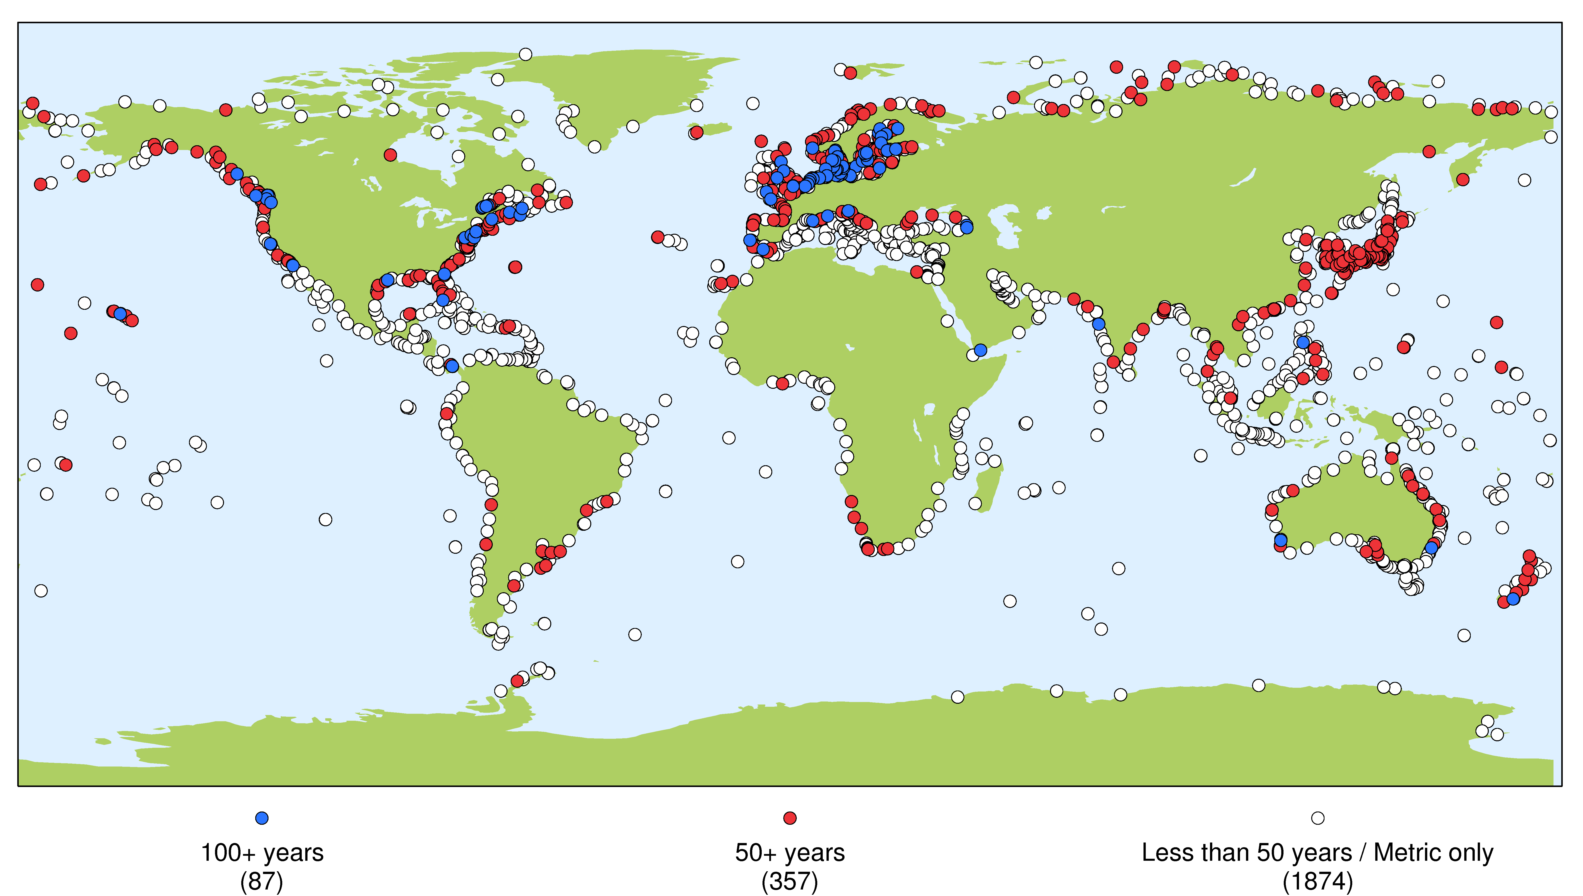 100+ years
(87)
50+ years
(357)
Less than 50 years / Metric only
(1874)